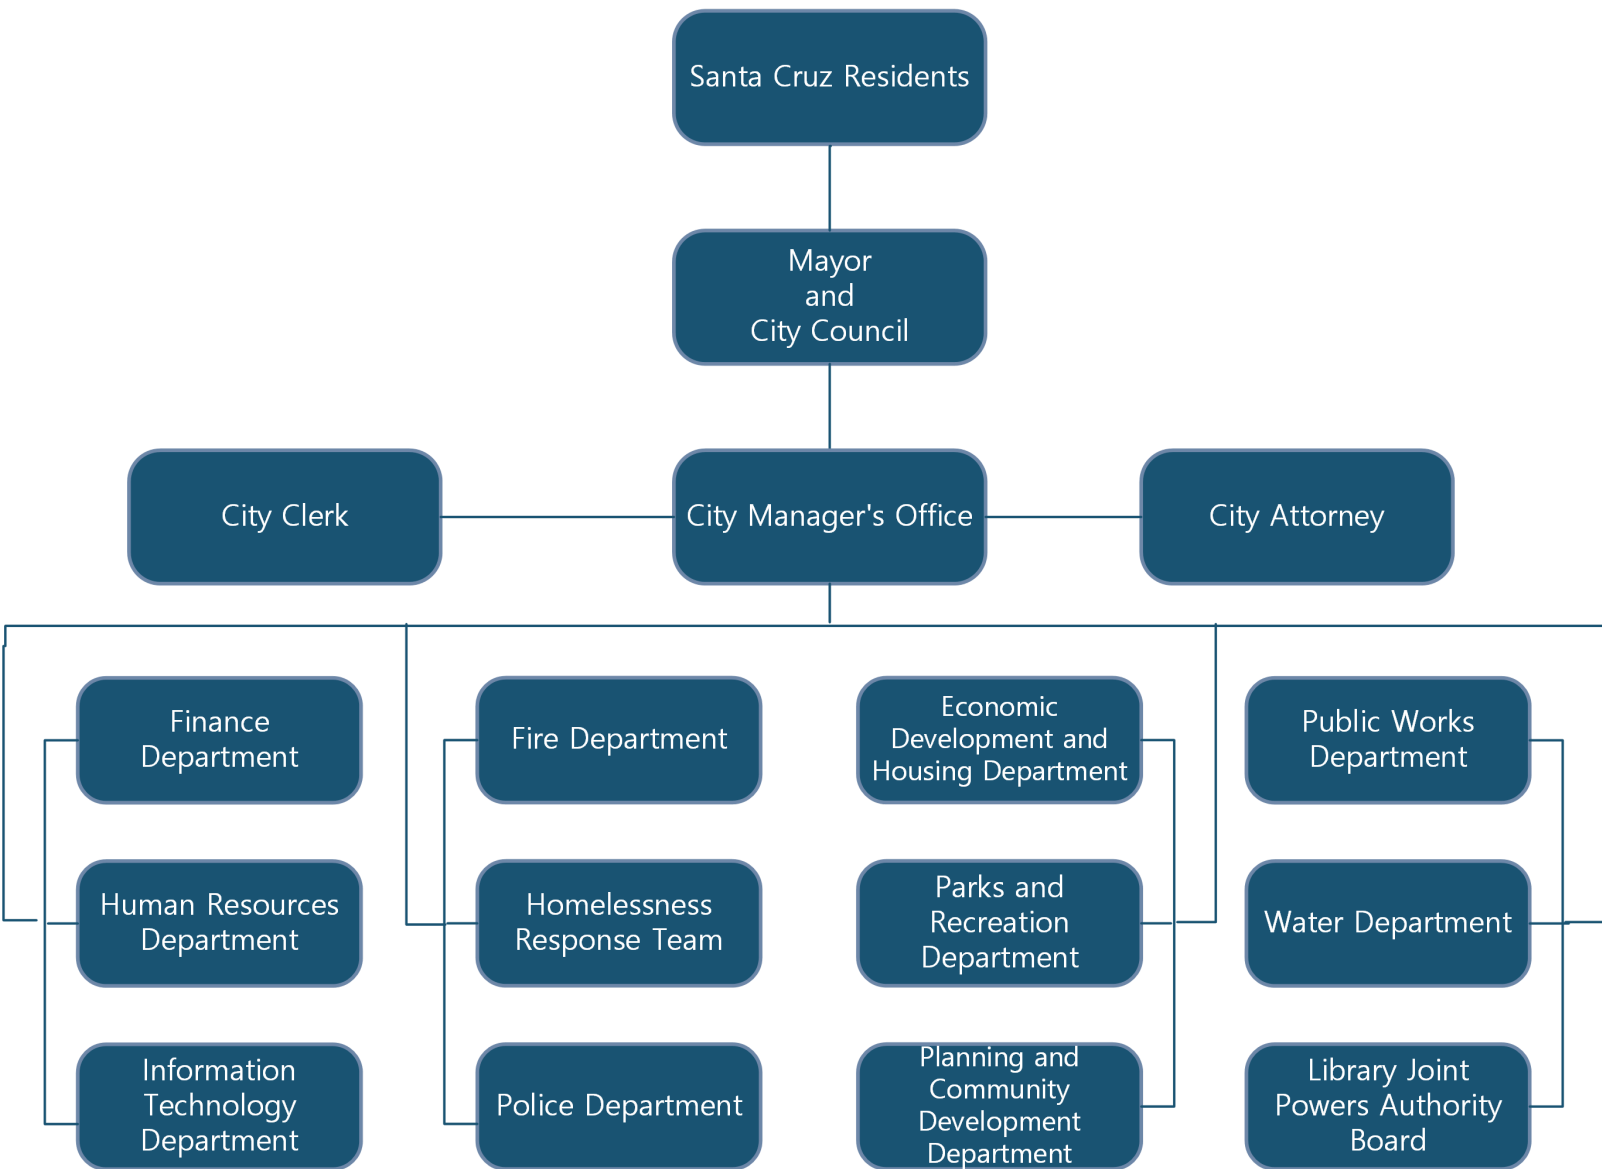 Santa Cruz Residents
Mayor
and
City Council
City Clerk
City Manager's Office
City Attorney
Finance
Department
Fire Department
Economic
Development and
Housing Department
Public Works
Department
Human Resources
Department
Homelessness
Response Team
Parks and
Recreation
Department
Water Department
Information
Technology
Department
Police Department
Planning and
Community
Development
Department
Library Joint
Powers Authority
Board